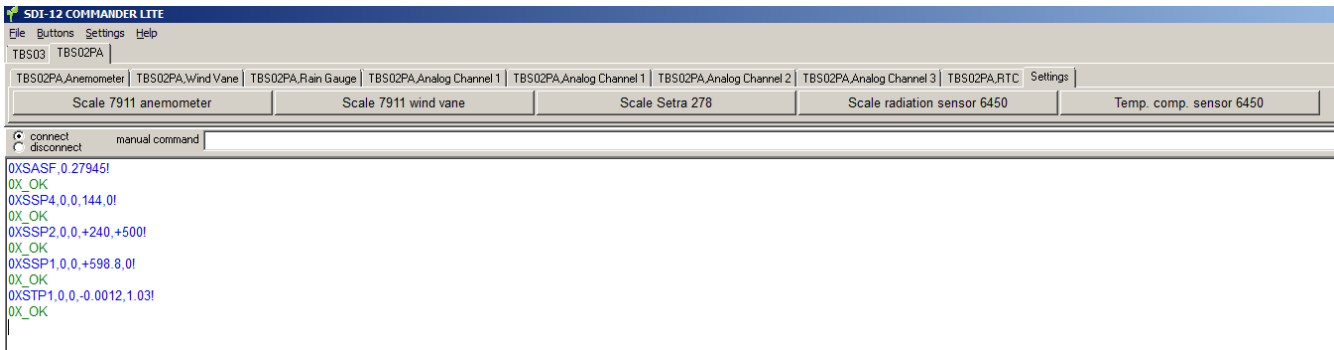 SDI-12 COMMANDER LITE
File Buttons Settings Help
TBS03 TBS02PA
TBS02PA,Anemometer TBS02PA,Wind Vane TBS02PA,Rain Gauge TBS02PA,Analog Channel 1 TBS02PA,Analog Channel 1 TBS02PA,Analog Channel 2 TBS02PA,Analog Channel 3 TBS02PA,RTC Settings
Scale 7911 anemometer Scale 7911 wind vane Scale Setra 278 Scale radiation sensor 6450 Temp. comp. sensor 6450
connect manual command
disconnect
0XSASF,0.27945!
0X_OK
0XSSP4,0,0,144,0!
0X_OK
0XSSP2,0,0,+240,+500!
0X_OK
0XSSP1,0,0,+598.8,0!
0X_OK
0XSTP1,0,0,-0.0012,1.03!
0X_OK